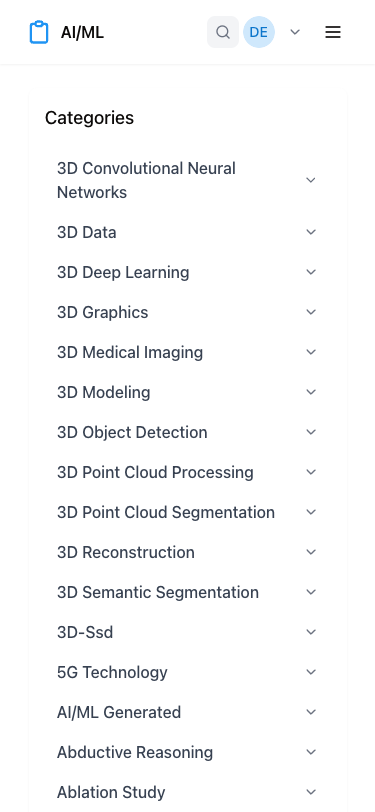 AI/ML
DE
Categories
3D Convolutional Neural
Networks
3D Data
3D Deep Learning
3D Graphics
3D Medical Imaging
3D Modeling
3D Object Detection
3D Point Cloud Processing
3D Point Cloud Segmentation
3D Reconstruction
3D Semantic Segmentation
3D-Ssd
5G Technology
AI/ML Generated
Abductive Reasoning
Ablation Study